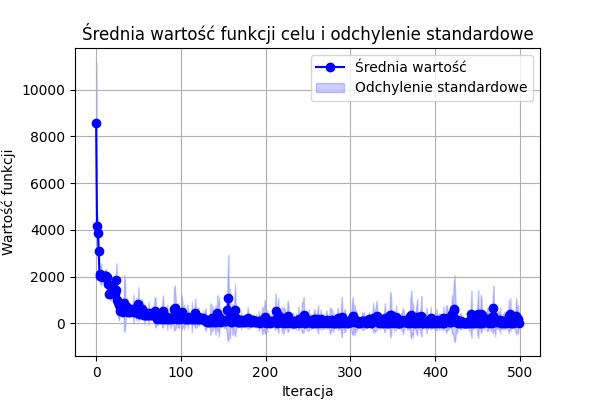 Średnia wartość funkcji celu i odchylenie standardowe
Średnia wartość
Odchylenie standardowe
Wartość funkcji
10000
8000
6000
4000
2000
0
0 100 200 300 400 500
Iteracja